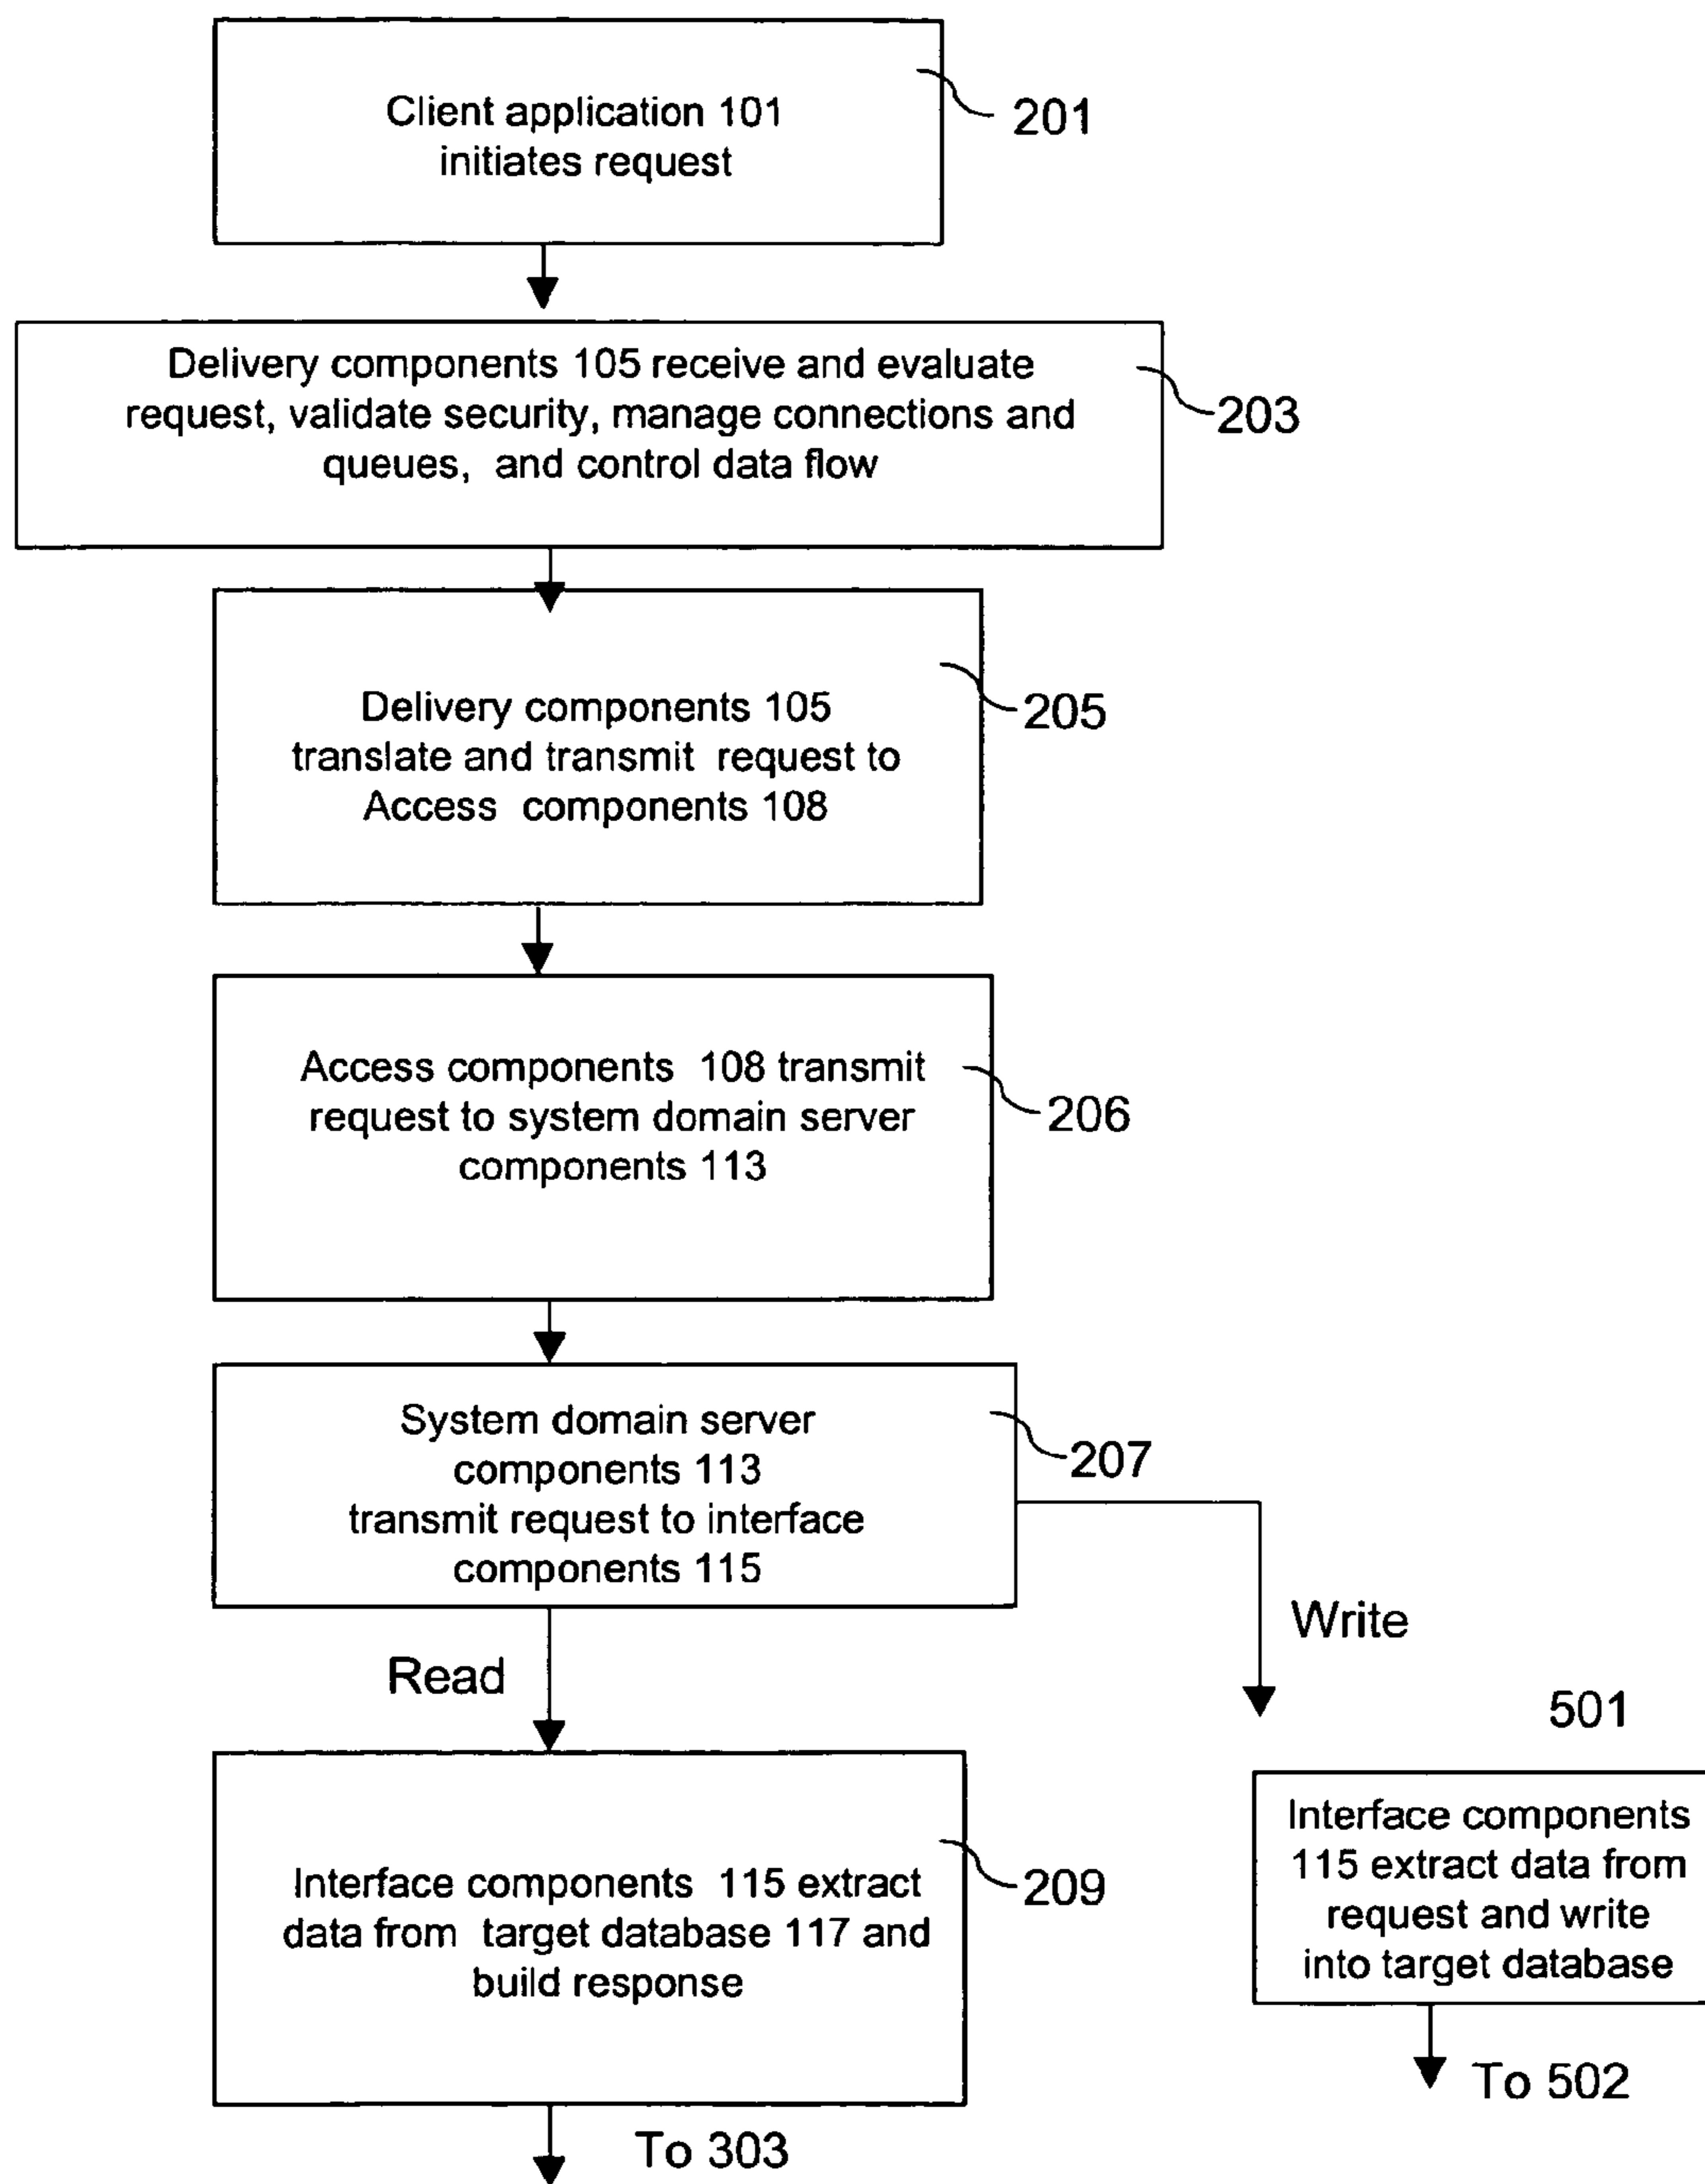 Client application 101
initiates request
201
Delivery components 105 receive and evaluate
request, validate security, manage connections and
queues, and control data flow
203
Delivery components 105
translate and transmit request to
Access components 108
205
Access components 108 transmit
request to system domain server
components 113
206
System domain server
components 113
transmit request to interface
components 115
207
Write
Read
501
Interface components 115 extract
data from target database 117 and
build response
209
Interface components
115 extract data from
request and write
into target database
To 502
To 303